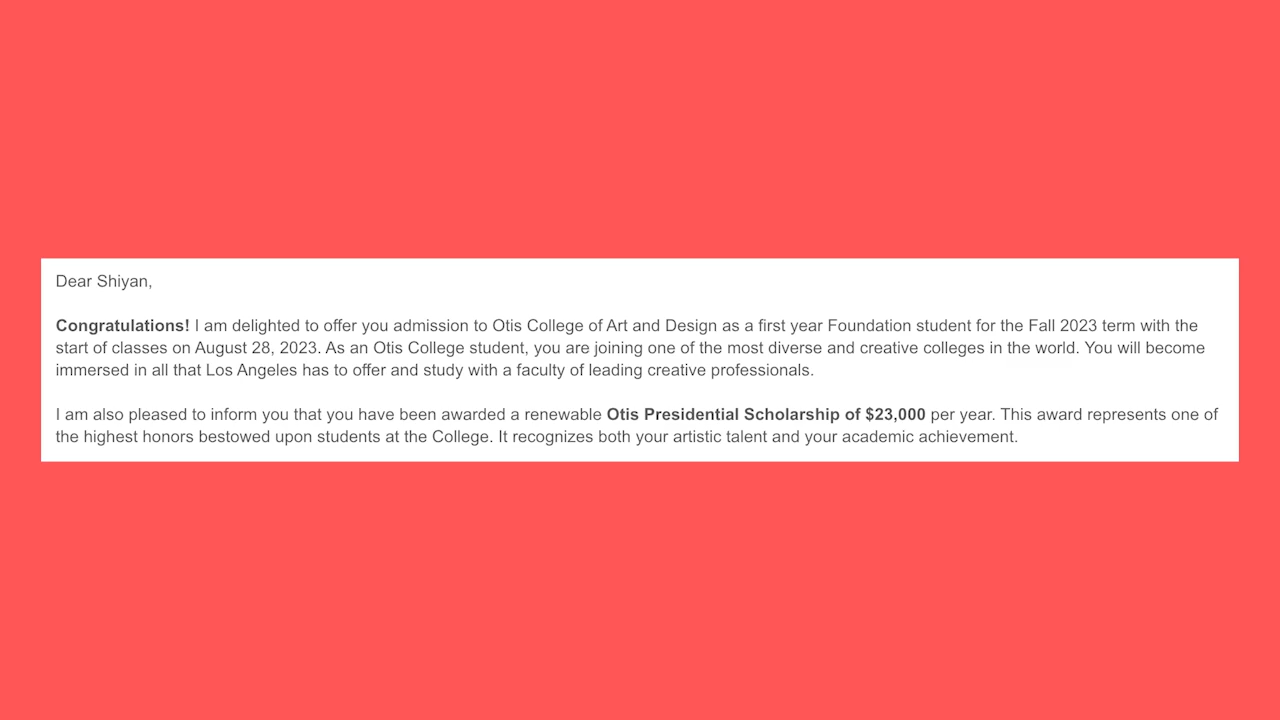 Dear Shiyan,
Congratulations! I am delighted to offer you admission to Otis College of Art and Design as a first year Foundation student for the Fall 2023 term with the
start of classes on August 28, 2023. As an Otis College student, you are joining one of the most diverse and creative colleges in the world. You will become
immersed in all that Los Angeles has to offer and study with a faculty of leading creative professionals.
I am also pleased to inform you that you have been awarded a renewable Otis Presidential Scholarship of $23,000 per year. This award represents one of
the highest honors bestowed upon students at the College. It recognizes both your artistic talent and your academic achievement.